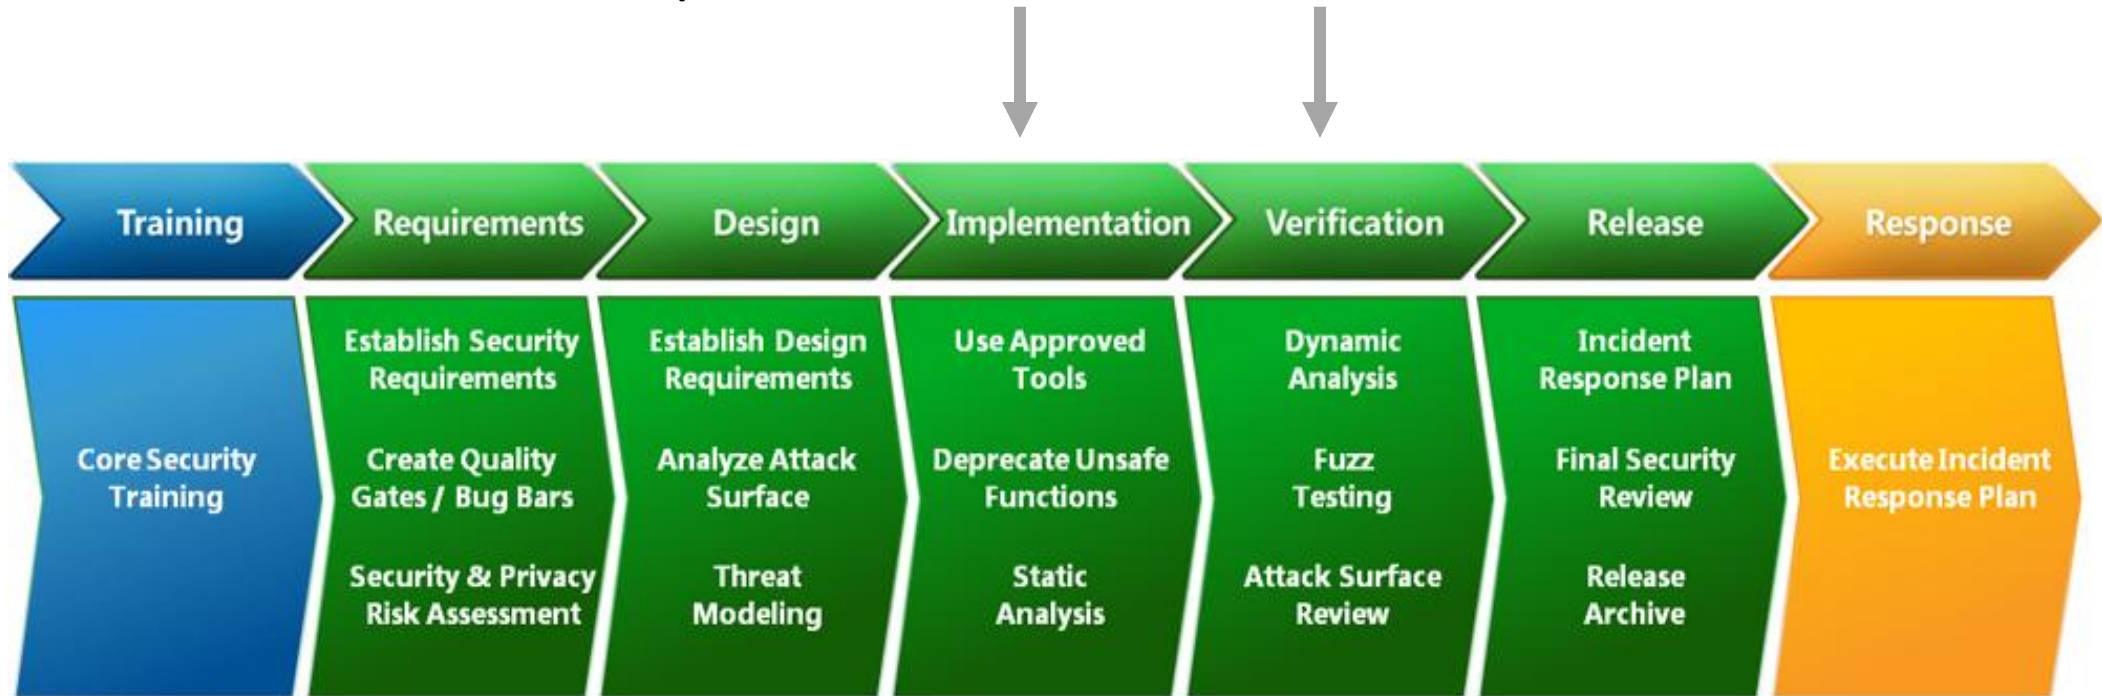 Training
Requirements
Design
Implementation
Verification
Release
Response
Core Security
Training
Establish Security
Requirements
Create Quality
Gates / Bug Bars
Security & Privacy
Risk Assessment
Establish Design
Requirements
Analyze Attack
Surface
Threat
Modeling
Use Approved
Tools
Deprecate Unsafe
Functions
Static
Analysis
Dynamic
Analysis
Fuzz
Testing
Attack Surface
Review
Incident
Response Plan
Final Security
Review
Release
Archive
Execute Incident
Response Plan